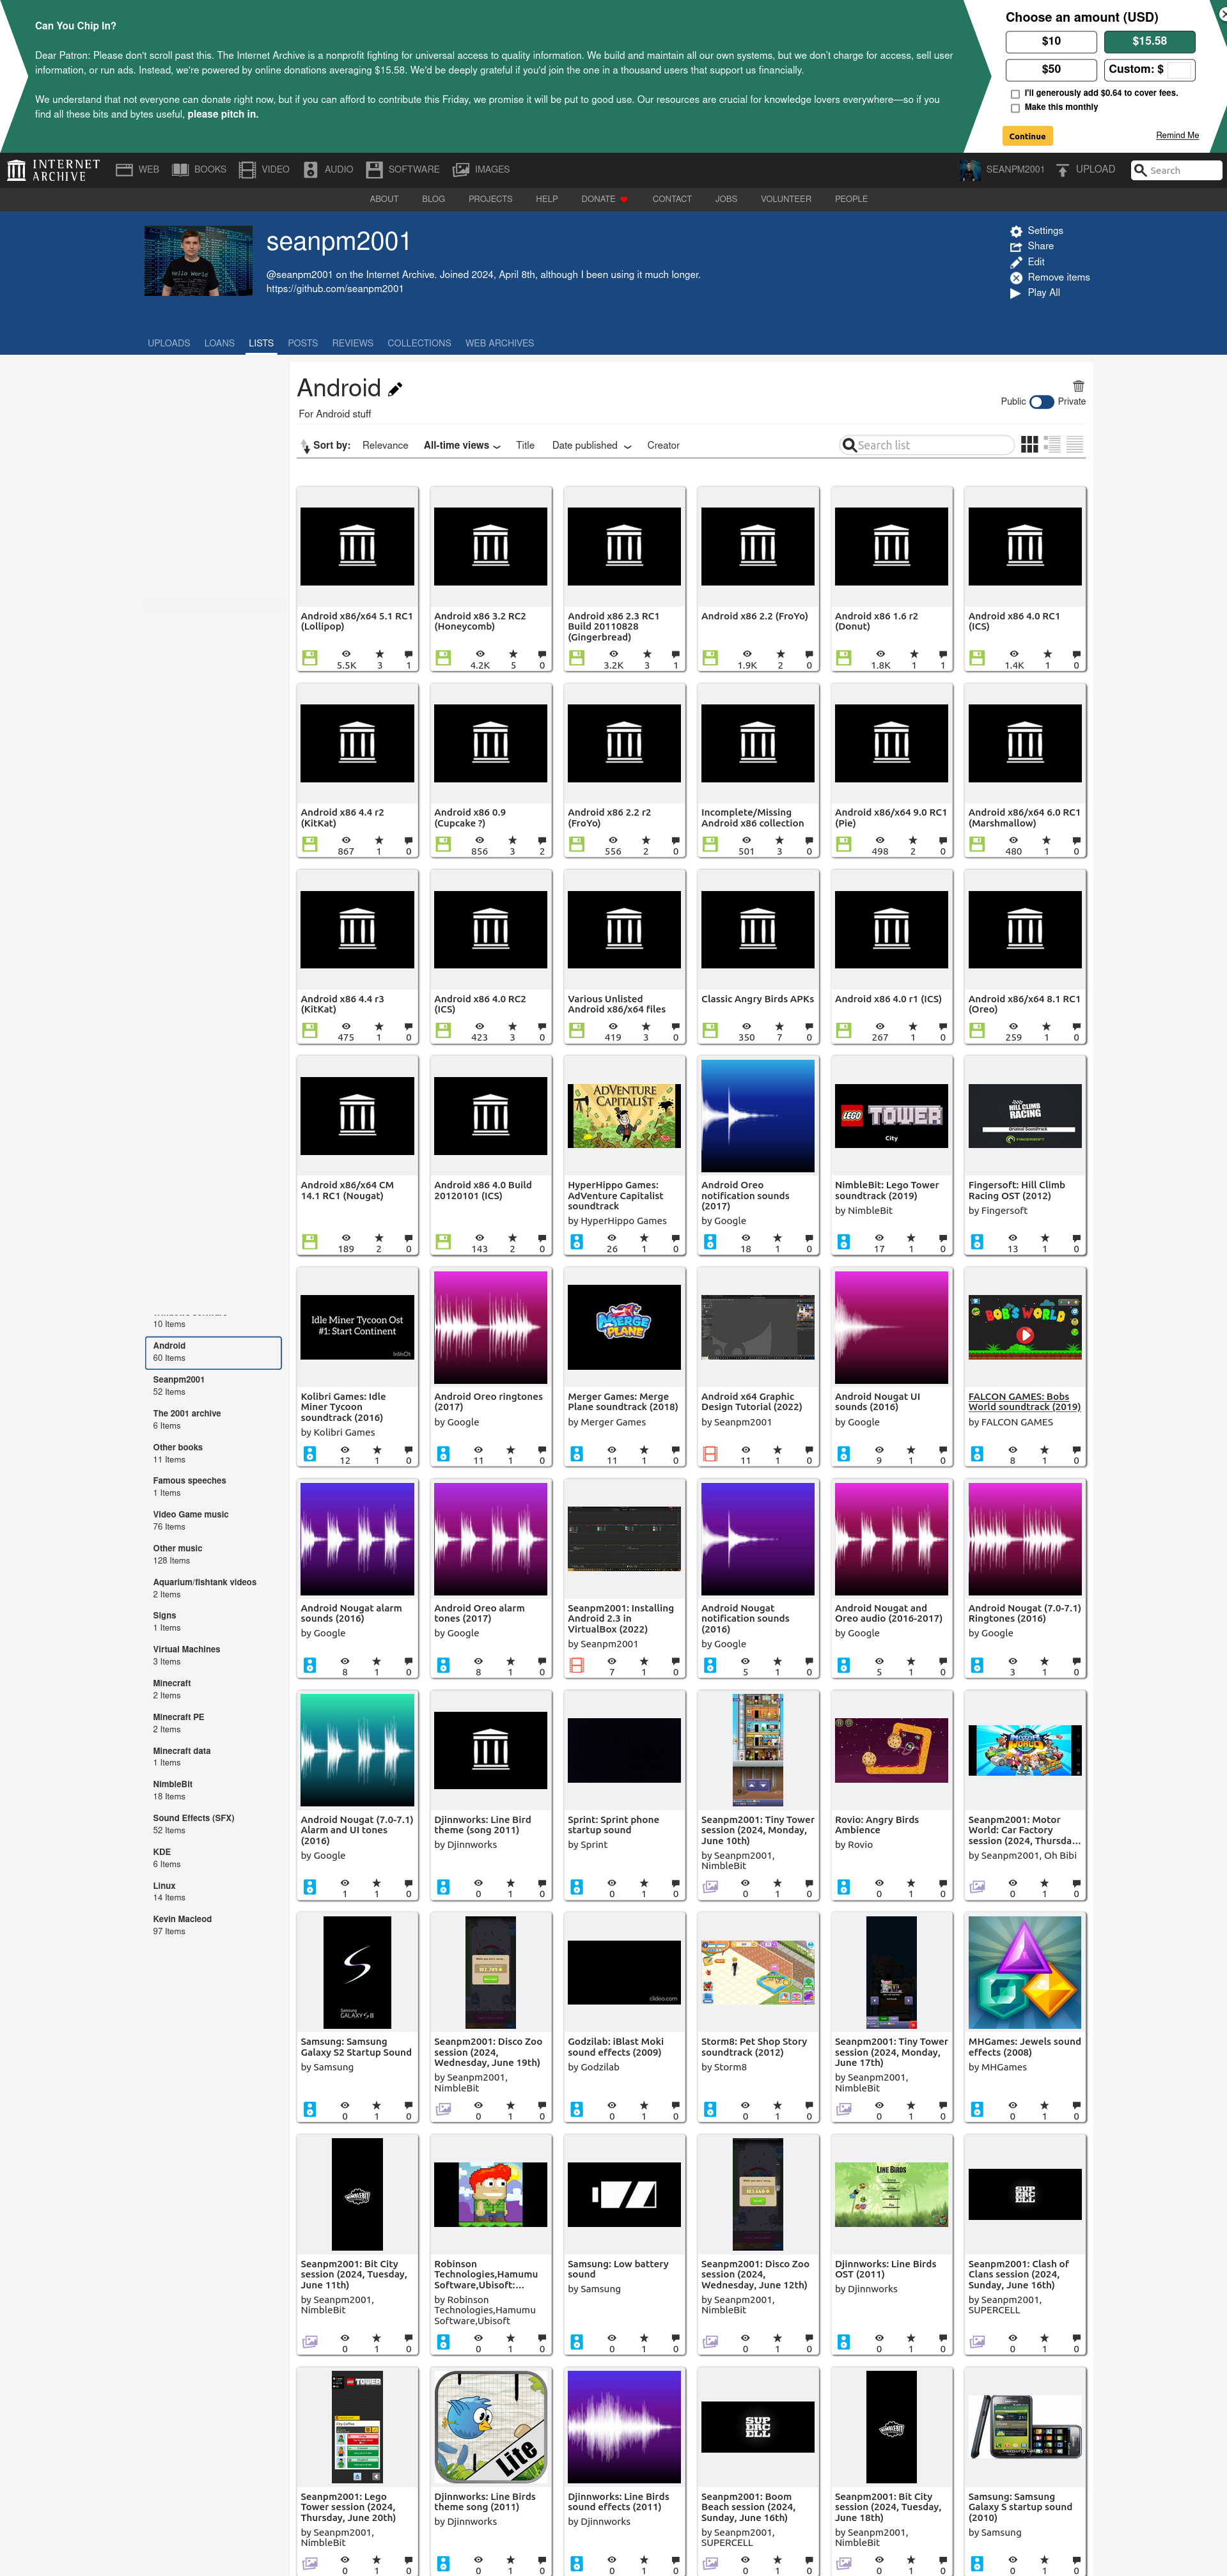 Can You Chip In?
Dear Patron: Please don't scroll past this. The Internet Archive is a nonprofit fighting for universal access to quality information. We build and maintain all our own systems, but we don't charge for access, sell user
information, or run ads. Instead, we're powered by online donations averaging $15.58. We'd be deeply grateful if you'd join the one in a thousand users that support us financially.
We understand that not everyone can donate right now, but if you can afford to contribute this Friday, we promise it will be put to good use. Our resources are crucial for knowledge lovers everywhere—so if you
find all these bits and bytes useful, please pitch in.
Choose an amount (USD)
$10 $15.58
$50 Custom: $
I'll generously add $0.64 to cover fees.
Make this monthly
Continue Remind Me
INTERNET ARCHIVE WEB BOOKS VIDEO AUDIO SOFTWARE IMAGES SEANPM2001 UPLOAD Search
ABOUT BLOG PROJECTS HELP DONATE CONTACT JOBS VOLUNTEER PEOPLE
seanpm2001
Hello World
@seanpm2001 on the Internet Archive. Joined 2024, April 8th, although I been using it much longer.
https://github.com/seanpm2001
Settings
Share
Edit
Remove items
Play All
UPLOADS LOANS LISTS POSTS REVIEWS COLLECTIONS WEB ARCHIVES
Android
For Android stuff
Public Private
Sort by: Relevance All-time views Title Date published Creator Search list
Android x86/x64 5.1 RC1
(Lollipop)
5.5K 3 1
Android x86 3.2 RC2
(Honeycomb)
4.2K 5 0
Android x86 2.3 RC1
Build 20110828
(Gingerbread)
3.2K 3 1
Android x86 2.2 (FroYo)
1.9K 2 0
Android x86 1.6 r2
(Donut)
1.8K 1 1
Android x86 4.0 RC1
(ICS)
1.4K 1 0
Android x86 4.4 r2
(KitKat)
867 1 0
Android x86 0.9
(Cupcake ?)
856 3 2
Android x86 2.2 r2
(FroYo)
556 2 0
Incomplete/Missing
Android x86 collection
501 3 0
Android x86/x64 9.0 RC1
(Pie)
498 2 0
Android x86/x64 6.0 RC1
(Marshmallow)
480 1 0
Android x86 4.4 r3
(KitKat)
475 1 0
Android x86 4.0 RC2
(ICS)
423 3 0
Various Unlisted
Android x86/x64 files
419 3 0
Classic Angry Birds APKs
350 7 0
Android x86 4.0 r1 (ICS)
267 1 0
Android x86/x64 8.1 RC1
(Oreo)
259 1 0
Android x86/x64 CM
14.1 RC1 (Nougat)
189 2 0
Android x86 4.0 Build
20120101 (ICS)
143 2 0
ADVENTURE
CAPITALI$T
HyperHippo Games:
AdVenture Capitalist
soundtrack
by HyperHippo Games
26 1 0
Android Oreo
notification sounds
(2017)
by Google
18 1 0
LEGO TOWER
City
NimbleBit: Lego Tower
soundtrack (2019)
by NimbleBit
17 1 0
HILL CLIMB
RACING
Original Soundtrack
FINGERSOFT
Fingersoft: Hill Climb
Racing OST (2012)
by Fingersoft
13 1 0
Idle Miner Tycoon Ost
#1: Start Continent
InShOt
Kolibri Games: Idle
Miner Tycoon
soundtrack (2016)
by Kolibri Games
12 1 0
Android Oreo ringtones
(2017)
by Google
11 1 0
MERGE
PLANE
Merger Games: Merge
Plane soundtrack (2018)
by Merger Games
11 1 0
Android x64 Graphic
Design Tutorial (2022)
by Seanpm2001
11 1 0
Android Nougat UI
sounds (2016)
by Google
9 1 0
BOB'S WORLD
FALCON GAMES: Bobs
World soundtrack (2019)
by FALCON GAMES
8 1 0
10 Items
Android
60 Items
Seanpm2001
52 Items
The 2001 archive
6 Items
Other books
11 Items
Famous speeches
1 Items
Video Game music
76 Items
Other music
128 Items
Aquarium/fishtank videos
2 Items
Signs
1 Items
Virtual Machines
3 Items
Minecraft
2 Items
Minecraft PE
2 Items
Minecraft data
1 Items
NimbleBit
18 Items
Sound Effects (SFX)
52 Items
KDE
6 Items
Linux
14 Items
Kevin Macleod
97 Items
Android Nougat alarm
sounds (2016)
by Google
8 1 0
Android Oreo alarm
tones (2017)
by Google
8 1 0
Seanpm2001: Installing
Android 2.3 in
VirtualBox (2022)
by Seanpm2001
7 1 0
Android Nougat
notification sounds
(2016)
by Google
5 1 0
Android Nougat and
Oreo audio (2016-2017)
by Google
5 1 0
Android Nougat (7.0-7.1)
Ringtones (2016)
by Google
3 1 0
Android Nougat (7.0-7.1)
Alarm and UI tones
(2016)
by Google
1 1 0
Djinnworks: Line Bird
theme (song 2011)
by Djinnworks
0 1 0
Sprint: Sprint phone
startup sound
by Sprint
0 1 0
Seanpm2001: Tiny Tower
session (2024, Monday,
June 10th)
by Seanpm2001,
NimbleBit
0 1 0
Rovio: Angry Birds
Ambience
by Rovio
0 1 0
Seanpm2001: Motor
World: Car Factory
session (2024, Thursda...
by Seanpm2001, Oh Bibi
0 1 0
Samsung
GALAXY S II
Samsung: Samsung
Galaxy S2 Startup Sound
by Samsung
0 1 0
Seanpm2001: Disco Zoo
session (2024,
Wednesday, June 19th)
by Seanpm2001,
NimbleBit
0 1 0
clideo.com
Godzilab: iBlast Moki
sound effects (2009)
by Godzilab
0 1 0
Storm8: Pet Shop Story
soundtrack (2012)
by Storm8
0 1 0
Seanpm2001: Tiny Tower
session (2024, Monday,
June 17th)
by Seanpm2001,
NimbleBit
0 1 0
MHGames: Jewels sound
effects (2008)
by MHGames
0 1 0
Seanpm2001: Bit City
session (2024, Tuesday,
June 11th)
by Seanpm2001,
NimbleBit
0 1 0
Robinson
Technologies,Hamumu
Software,Ubisoft:...
by Robinson
Technologies,Hamumu
Software,Ubisoft
0 1 0
Samsung: Low battery
sound
by Samsung
0 1 0
Seanpm2001: Disco Zoo
session (2024,
Wednesday, June 12th)
by Seanpm2001,
NimbleBit
0 1 0
LINE BIRDS
Djinnworks: Line Birds
OST (2011)
by Djinnworks
0 1 0
SUPERCELL
Seanpm2001: Clash of
Clans session (2024,
Sunday, June 16th)
by Seanpm2001,
SUPERCELL
0 1 0
LEGO TOWER
Seanpm2001: Lego
Tower session (2024,
Thursday, June 20th)
by Seanpm2001,
NimbleBit
0 1 0
Lite
Djinnworks: Line Birds
theme song (2011)
by Djinnworks
0 1 0
Djinnworks: Line Birds
sound effects (2011)
by Djinnworks
0 1 0
SUPERCELL
Seanpm2001: Boom
Beach session (2024,
Sunday, June 16th)
by Seanpm2001,
SUPERCELL
0 1 0
Seanpm2001: Bit City
session (2024, Tuesday,
June 18th)
by Seanpm2001,
NimbleBit
0 1 0
Samsung: Samsung
Galaxy S startup sound
(2010)
by Samsung
0 1 0